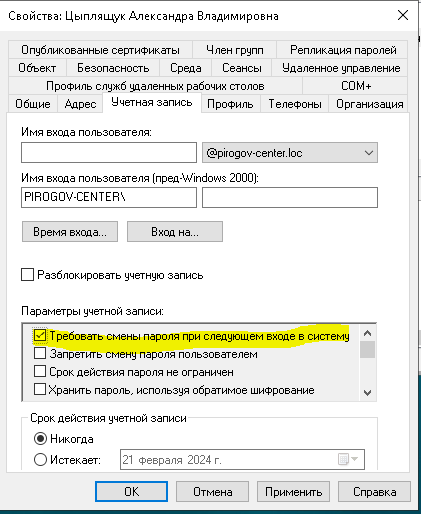 Свойства: Цыплящук Александра Владимировна
Опубликованные сертификаты Член групп Репликация паролей
Объект Безопасность Среда Сеансы Удаленное управление
Профиль служб удаленных рабочих столов COM+
Общие Адрес Учетная запись Профиль Телефоны Организация
Имя входа пользователя:
@pirogov-center.loc
Имя входа пользователя (пред-Windows 2000):
PIROGOV-CENTER\
Время входа... Вход на...
Разблокировать учетную запись
Параметры учетной записи:
Требовать смены пароля при следующем входе в систему
Запретить смену пароля пользователем
Срок действия пароля не ограничен
Хранить пароль, используя обратимое шифрование
Срок действия учетной записи
Никогда
Истекает: 21 февраля 2024 г.
ОК Отмена Применить Справка